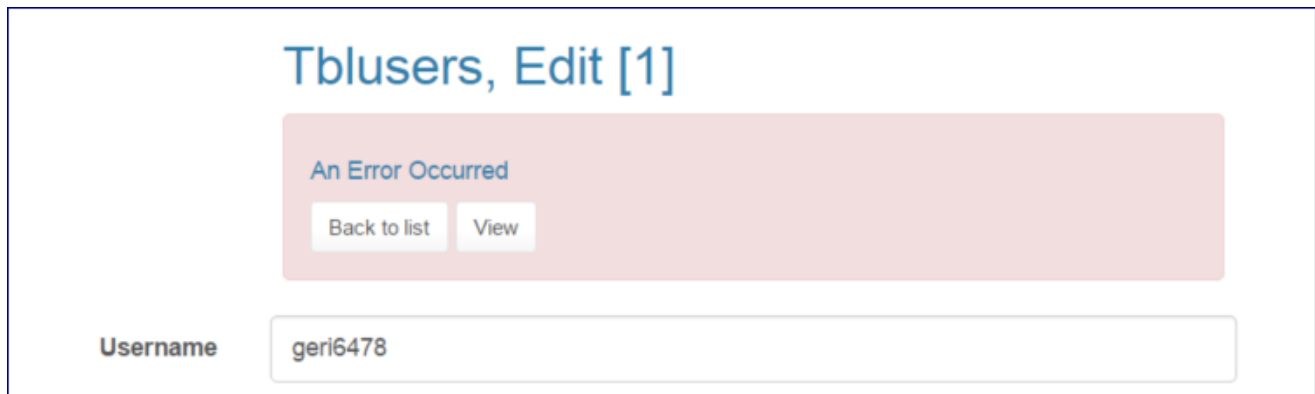 Tblusers, Edit [1]
An Error Occurred
Back to list View
Username geri6478